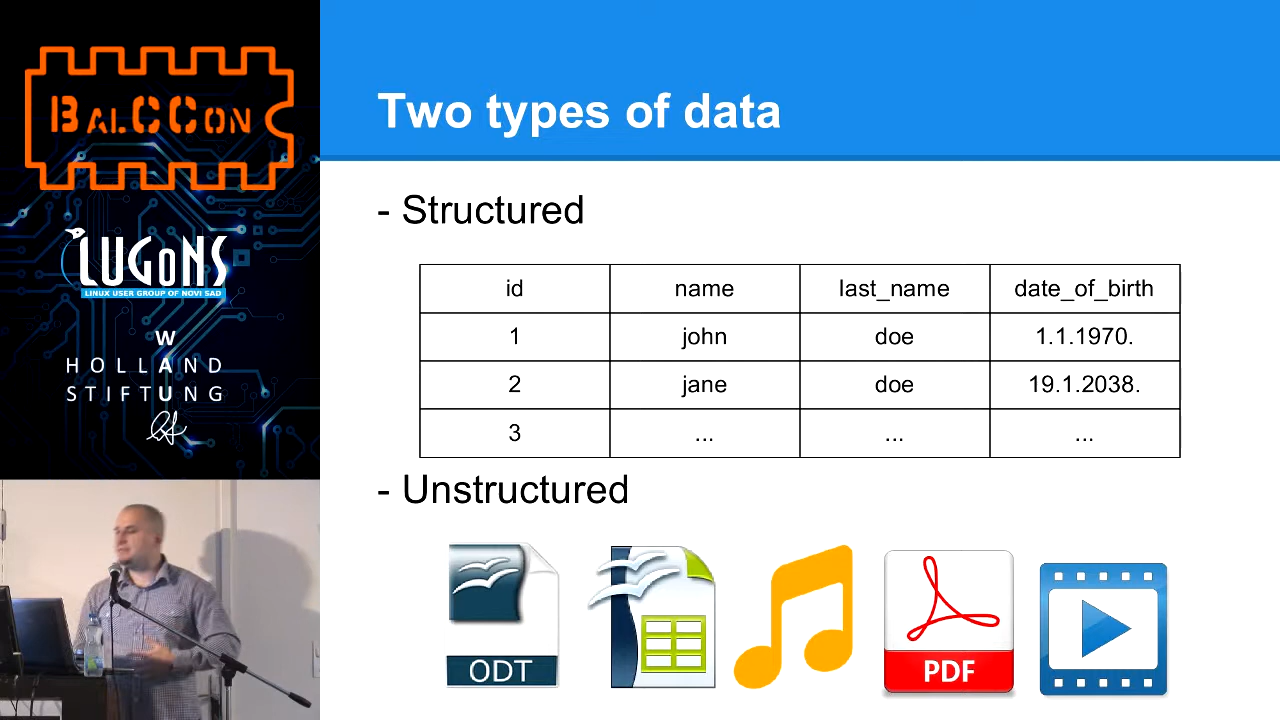 BALCCON
LUGoNS
LINUX USER GROUP OF NOVI SAD
W
HOLLAND
STIFTUNG
Two types of data
- Structured
id name last_name date_of_birth
1 john doe 1.1.1970.
2 jane doe 19.1.2038.
3 ... ... ...
- Unstructured
ODT
PDF